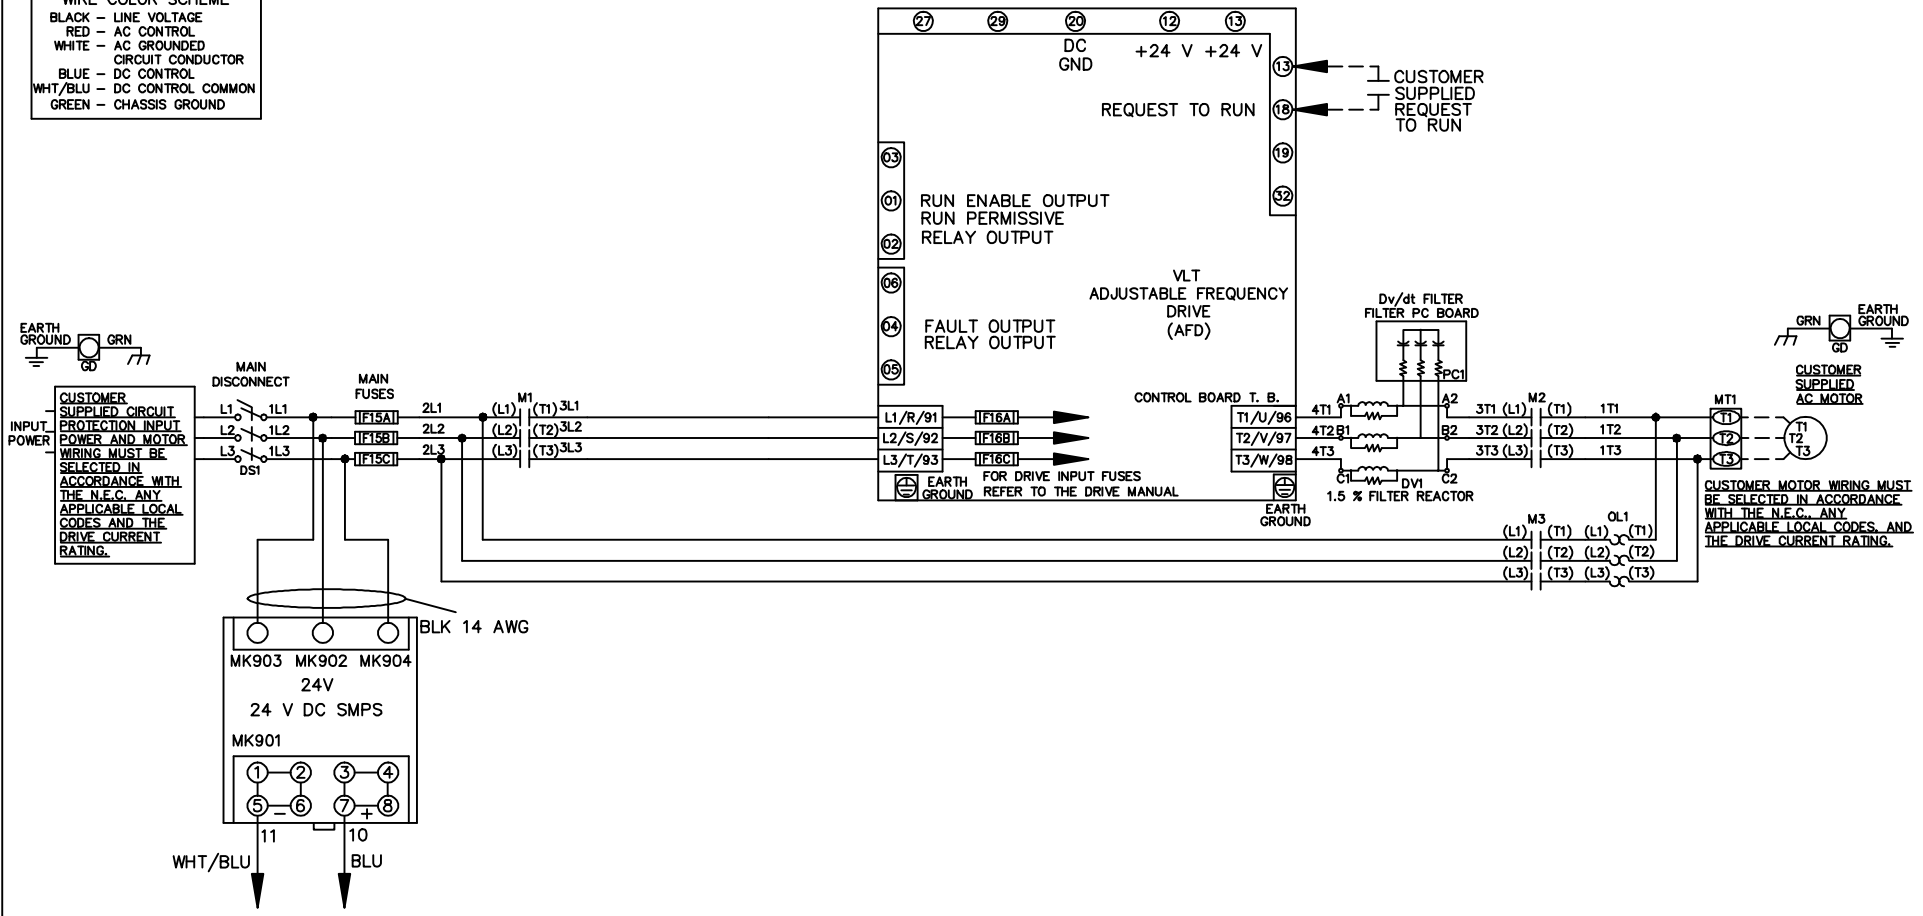 WIRE COLOR SCHEME
BLACK – LINE VOLTAGE
RED – AC CONTROL
WHITE – AC GROUNDED
CIRCUIT CONDUCTOR
BLUE – DC CONTROL
WHT/BLU – DC CONTROL COMMON
GREEN – CHASSIS GROUND
27 29 20 12 13
DC
GND
+24 V +24 V
13
REQUEST TO RUN 18
19
32
CUSTOMER
SUPPLIED
REQUEST
TO RUN
03
01
02
RUN ENABLE OUTPUT
RUN PERMISSIVE
RELAY OUTPUT
06
04
05
FAULT OUTPUT
RELAY OUTPUT
VLT
ADJUSTABLE FREQUENCY
DRIVE
(AFD)
CONTROL BOARD T. B.
EARTH
GROUND
GRN
GD
INPUT
POWER
CUSTOMER
SUPPLIED CIRCUIT
PROTECTION INPUT
POWER AND MOTOR
WIRING MUST BE
SELECTED IN
ACCORDANCE WITH
THE N.E.C. ANY
APPLICABLE LOCAL
CODES AND THE
DRIVE CURRENT
RATING.
MAIN
DISCONNECT
L1 1L1
L2 1L2
L3 1L3
DS1
MAIN
FUSES
F15A
F15B
F15C
2L1
2L2
2L3
M1
(L1) (T1) 3L1
(L2) (T2) 3L2
(L3) (T3) 3L3
L1/R/91 F16A
L2/S/92 F16B
L3/T/93 F16C
EARTH
GROUND
FOR DRIVE INPUT FUSES
REFER TO THE DRIVE MANUAL
T1/U/96
T2/V/97
T3/W/98
EARTH
GROUND
Dv/dt FILTER
FILTER PC BOARD
PC1
4T1 A1 A2
4T2 B1 B2
4T3 C1 C2
DV1
1.5 % FILTER REACTOR
M2
3T1 (L1) (T1) 1T1
3T2 (L2) (T2) 1T2
3T3 (L3) (T3) 1T3
MT1
T1
T2
T3
T1
T2
T3
GRN
GD
EARTH
GROUND
CUSTOMER
SUPPLIED
AC MOTOR
CUSTOMER MOTOR WIRING MUST
BE SELECTED IN ACCORDANCE
WITH THE N.E.C., ANY
APPLICABLE LOCAL CODES, AND
THE DRIVE CURRENT RATING.
M3 OL1
(L1) (T1) (L1) (T1)
(L2) (T2) (L2) (T2)
(L3) (T3) (L3) (T3)
BLK 14 AWG
MK903 MK902 MK904
24V
24 V DC SMPS
MK901
1 2 3 4
5 – 6 7 + 8
11 10
WHT/BLU BLU